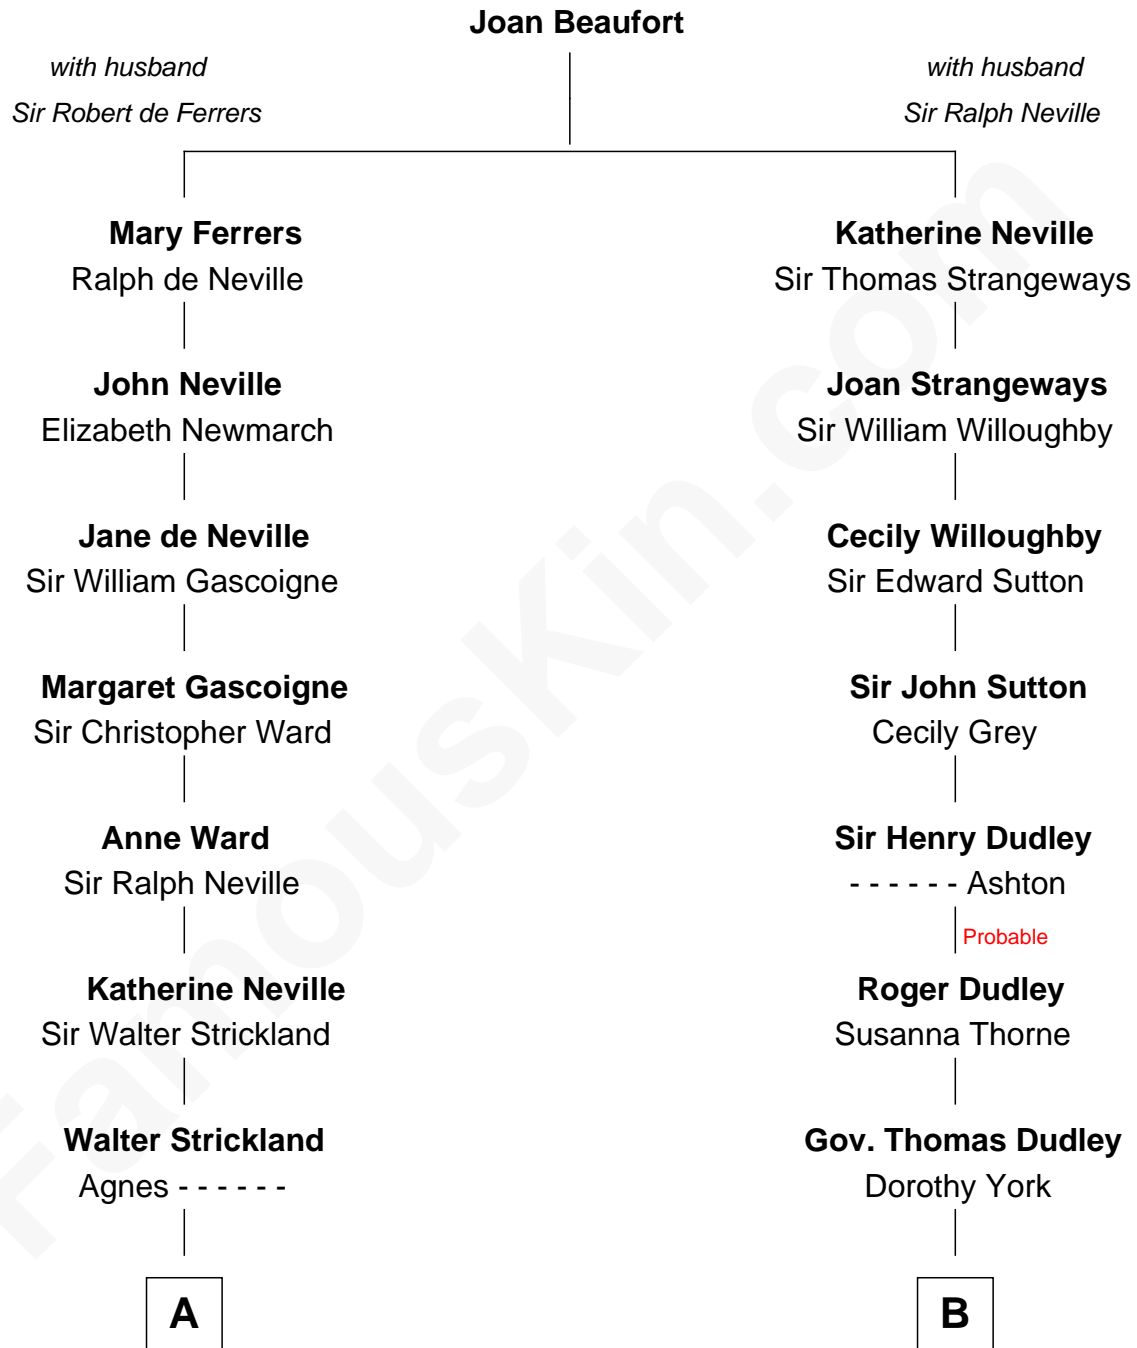 Joan Beaufort
with husband
Sir Robert de Ferrers
with husband
Sir Ralph Neville
Mary Ferrers
Ralph de Neville
Katherine Neville
Sir Thomas Strangeways
John Neville
Elizabeth Newmarch
Joan Strangeways
Sir William Willoughby
Jane de Neville
Sir William Gascoigne
Cecily Willoughby
Sir Edward Sutton
Margaret Gascoigne
Sir Christopher Ward
Sir John Sutton
Cecily Grey
Anne Ward
Sir Ralph Neville
Sir Henry Dudley
- - - - - - Ashton
Probable
Katherine Neville
Sir Walter Strickland
Roger Dudley
Susanna Thorne
Walter Strickland
Agnes - - - - - -
Gov. Thomas Dudley
Dorothy York
A
B
FamousKin.com